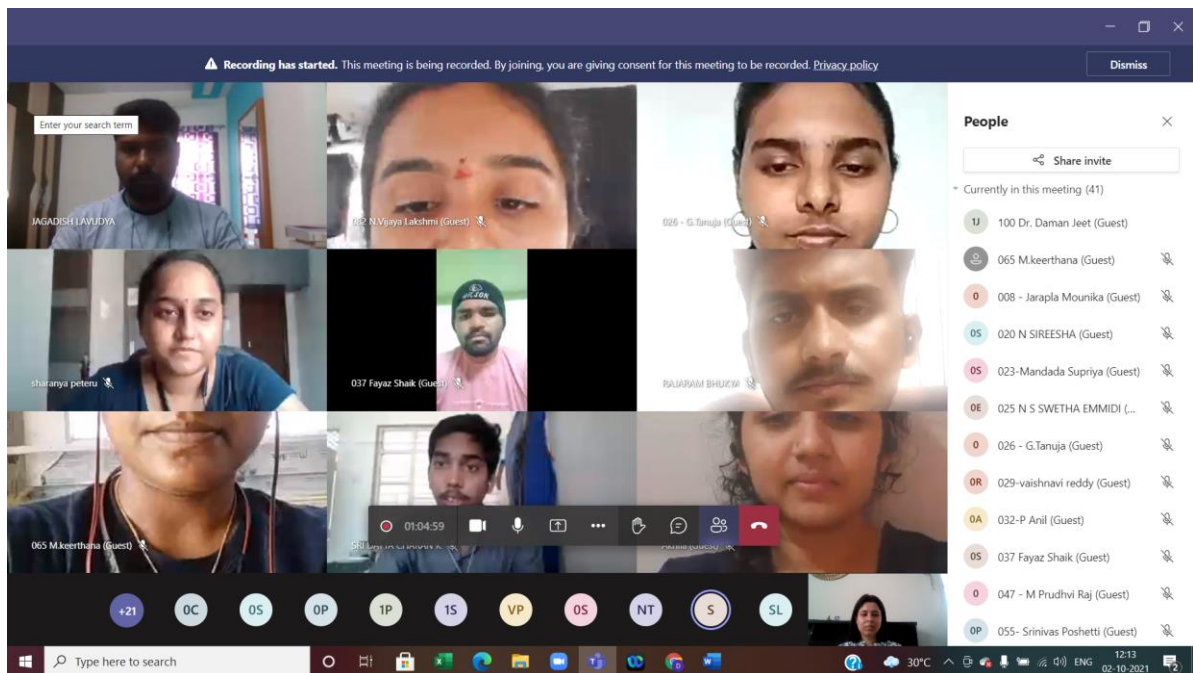 Recording has started. This meeting is being recorded. By joining, you are giving consent for this meeting to be recorded. Privacy policy
Dismiss
Enter your search term
JAGADISH LAVUDYA
N.Vijaya Lakshmi (Guest)
026 - G.Tanuja (Guest)
sharanya peteru
037 Fayaz Shaik (Guest)
RAJARAM BHUKYA
065 M.keerthana (Guest)
01:04:59
+21
0C
0S
0P
1P
1S
VP
0S
NT
S
SL
People
Share invite
Currently in this meeting (41)
1J 100 Dr. Daman Jeet (Guest)
065 M.keerthana (Guest)
0 008 - Jarapla Mounika (Guest)
0S 020 N SIREESHA (Guest)
0S 023-Mandada Supriya (Guest)
0E 025 N S SWETHA EMMIDI (...
0 026 - G.Tanuja (Guest)
0R 029-vaishnavi reddy (Guest)
0A 032-P Anil (Guest)
0S 037 Fayaz Shaik (Guest)
0 047 - M Prudhvi Raj (Guest)
0P 055- Srinivas Poshetti (Guest)
Type here to search
30°C
ENG
12:13
02-10-2021
2